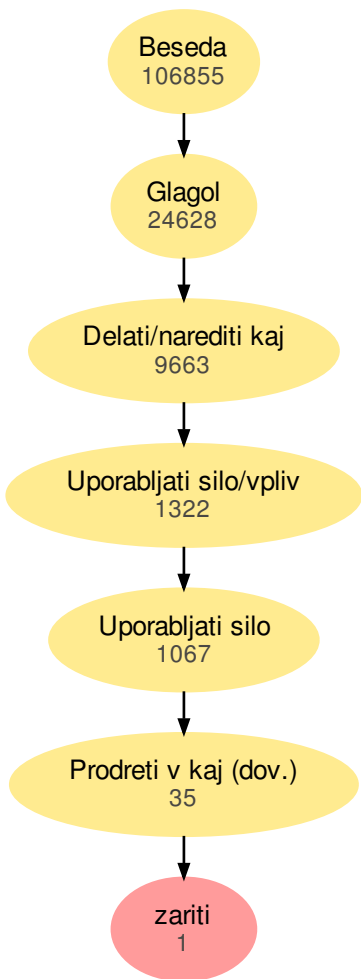 Beseda
106855
Glagol
24628
Delati/narediti kaj
9663
Uporabljati silo/vpliv
1322
Uporabljati silo
1067
Prodreti v kaj (dov.)
35
zariti
1